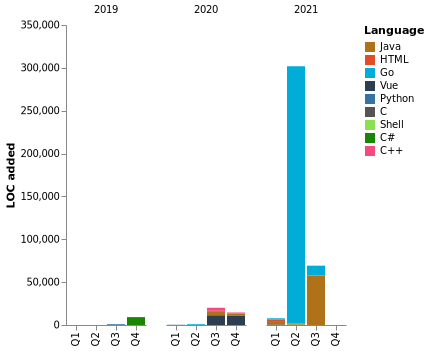 2019 2020 2021
Language
350,000
300,000
250,000
200,000
150,000
100,000
50,000
0
LOC added
Java
HTML
Go
Vue
Python
C
Shell
C#
C++
Q1 Q2 Q3 Q4 Q1 Q2 Q3 Q4 Q1 Q2 Q3 Q4